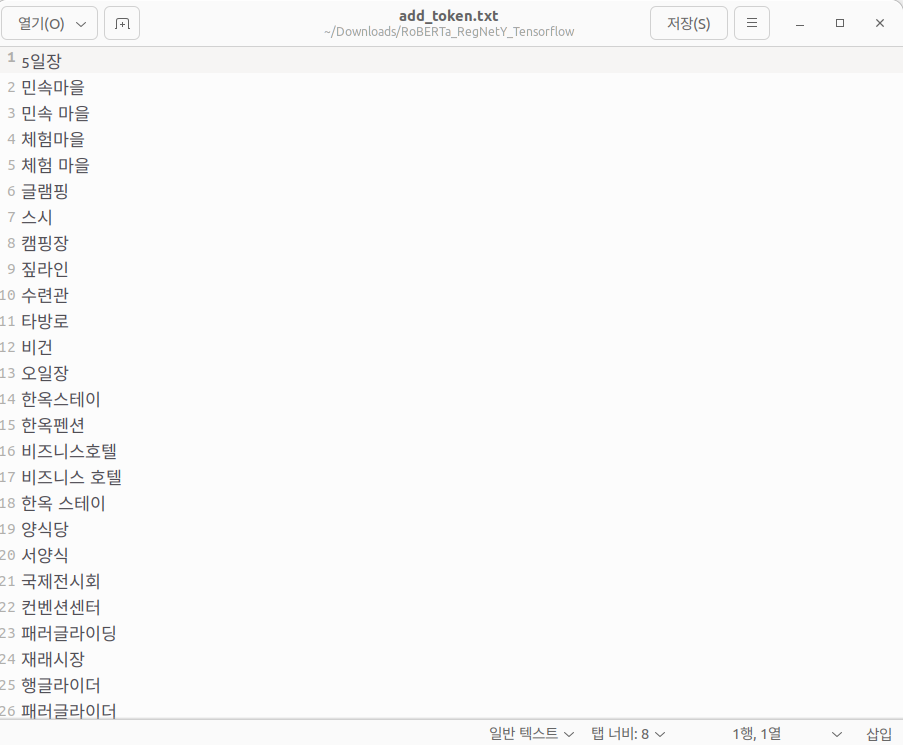 열기(O)
add_token.txt
~/Downloads/RoBERTa_RegNetY_Tensorflow
저장(S)
1 5일장
2 민속마을
3 민속 마을
4 체험마을
5 체험 마을
6 글램핑
7 스시
8 캠핑장
9 짚라인
10 수련관
11 타방로
12 비건
13 오일장
14 한옥스테이
15 한옥펜션
16 비즈니스호텔
17 비즈니스 호텔
18 한옥 스테이
19 양식당
20 서양식
21 국제전시회
22 컨벤션센터
23 패러글라이딩
24 재래시장
25 행글라이더
26 패러글라이더
일반 텍스트 탭 너비: 8 1행, 1열 삽입